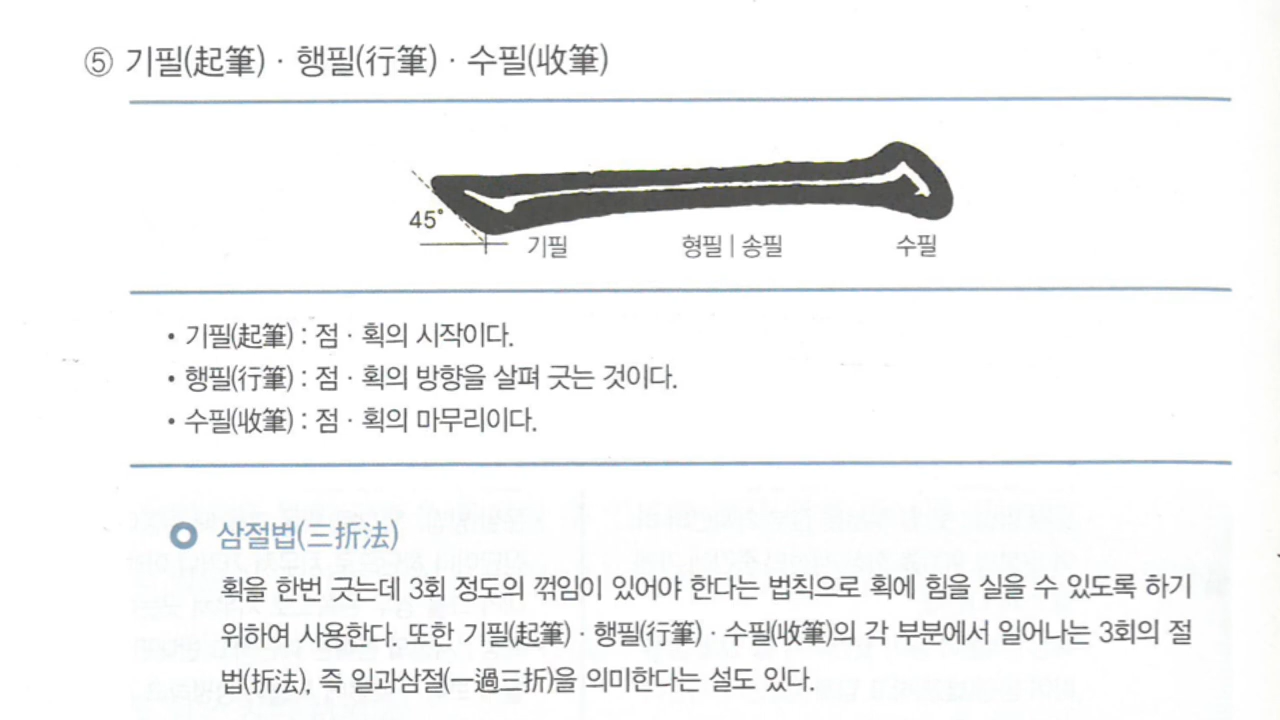 ⑤ 기필(起筆) · 행필(行筆) · 수필(收筆)
45°
기필 형필 | 송필 수필
• 기필(起筆) : 점 · 획의 시작이다.
• 행필(行筆) : 점 · 획의 방향을 살펴 긋는 것이다.
• 수필(收筆) : 점 · 획의 마무리이다.
삼절법(三折法)
획을 한번 긋는데 3회 정도의 꺾임이 있어야 한다는 법칙으로 획에 힘을 실을 수 있도록 하기
위하여 사용한다. 또한 기필(起筆) · 행필(行筆) · 수필(收筆)의 각 부분에서 일어나는 3회의 절
법(折法), 즉 일과삼절(一過三折)을 의미한다는 설도 있다.